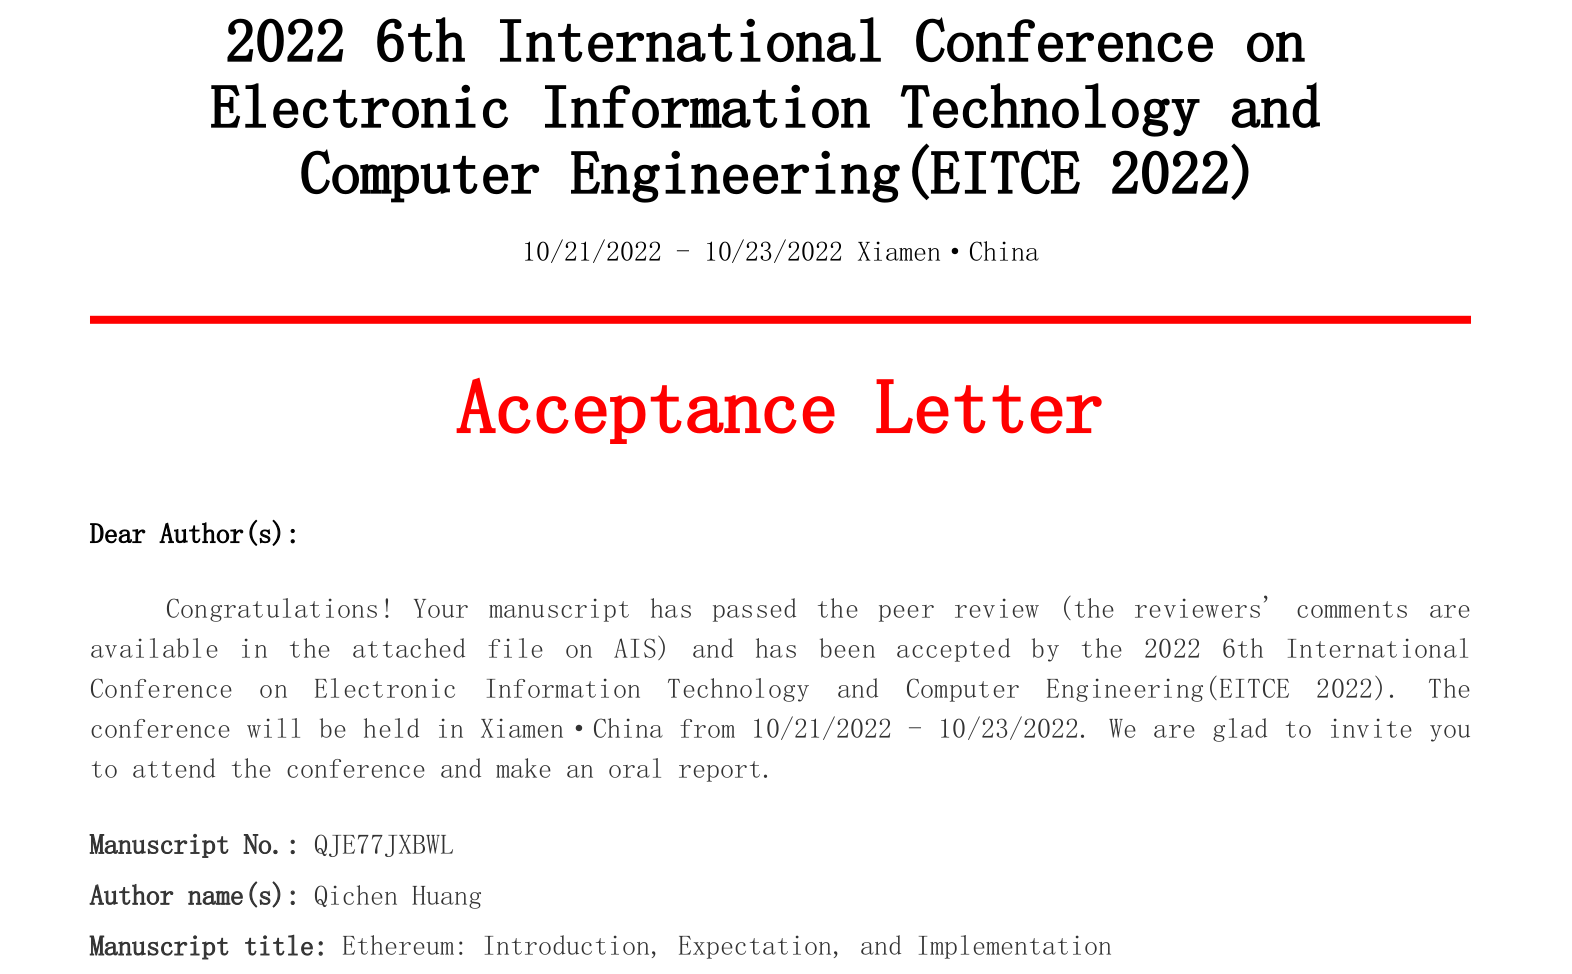 2022 6th International Conference on
Electronic Information Technology and
Computer Engineering(EITCE 2022)
10/21/2022 - 10/23/2022 Xiamen·China
Acceptance Letter
Dear Author(s):
Congratulations! Your manuscript has passed the peer review (the reviewers' comments are
available in the attached file on AIS) and has been accepted by the 2022 6th International
Conference on Electronic Information Technology and Computer Engineering(EITCE 2022). The
conference will be held in Xiamen·China from 10/21/2022 - 10/23/2022. We are glad to invite you
to attend the conference and make an oral report.
Manuscript No.: QJE77JXBWL
Author name(s): Qichen Huang
Manuscript title: Ethereum: Introduction, Expectation, and Implementation